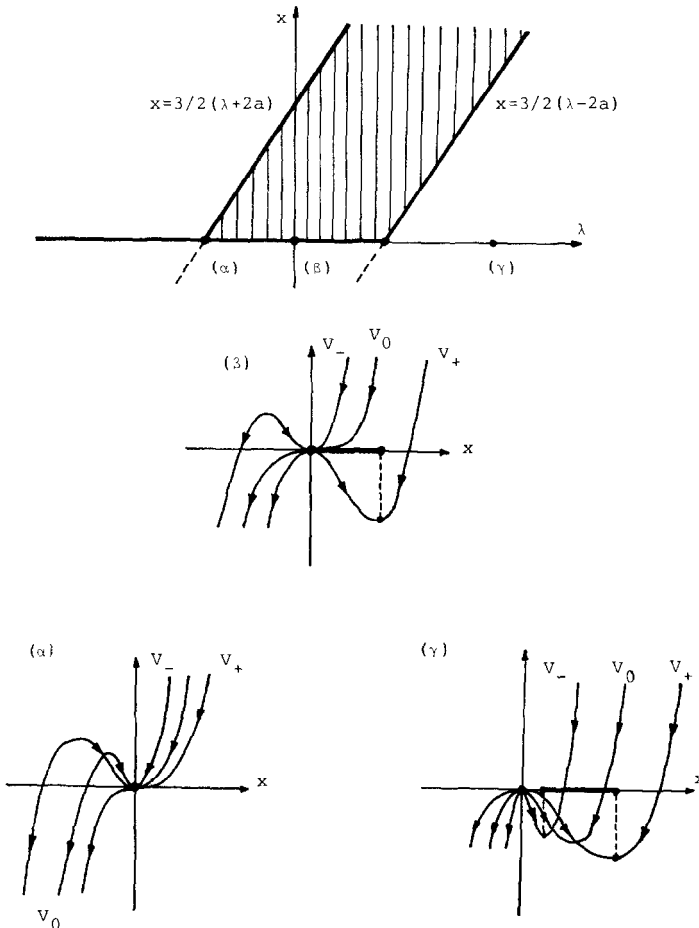 x
x=3/2(λ+2a)
x=3/2(λ-2a)
λ
(α)
(β)
(γ)
(β)
V_
V0
V+
x
(α)
V_
V+
x
V0
(γ)
V_
V0
V+
x